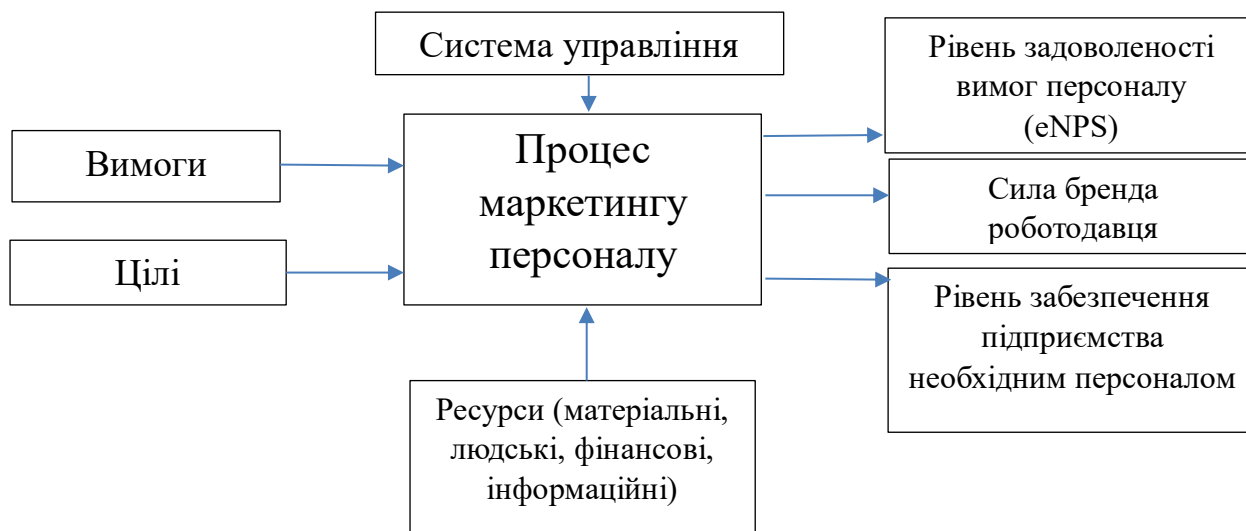 Система управління
Рівень задоволеності
вимог персоналу
(eNPS)
Вимоги
Процес
маркетингу
персоналу
Сила бренда
роботодавця
Цілі
Рівень забезпечення
підприємства
необхідним персоналом
Ресурси (матеріальні,
людські, фінансові,
інформаційні)